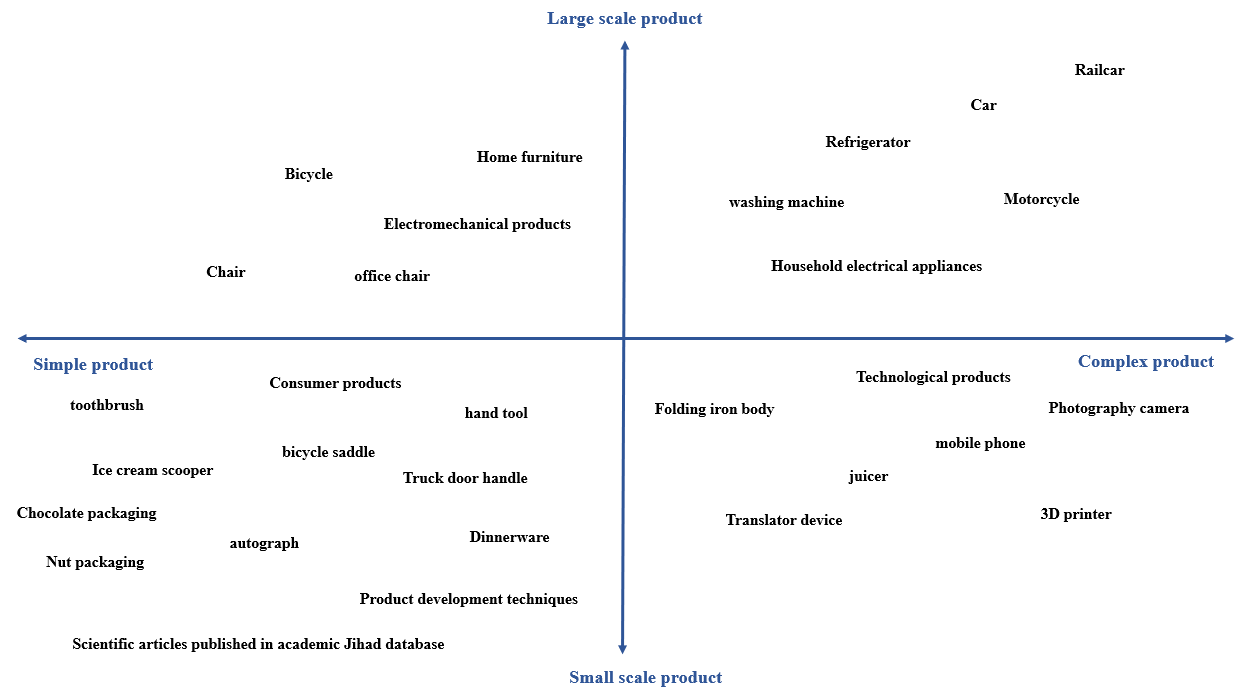 Large scale product
Railcar
Car
Refrigerator
Home furniture
Bicycle
washing machine
Motorcycle
Electromechanical products
Household electrical appliances
Chair
office chair
Simple product
Complex product
Consumer products
Technological products
toothbrush
hand tool
Folding iron body
Photography camera
mobile phone
bicycle saddle
Ice cream scooper
Truck door handle
juicer
Chocolate packaging
Translator device
3D printer
autograph
Dinnerware
Nut packaging
Product development techniques
Scientific articles published in academic Jihad database
Small scale product